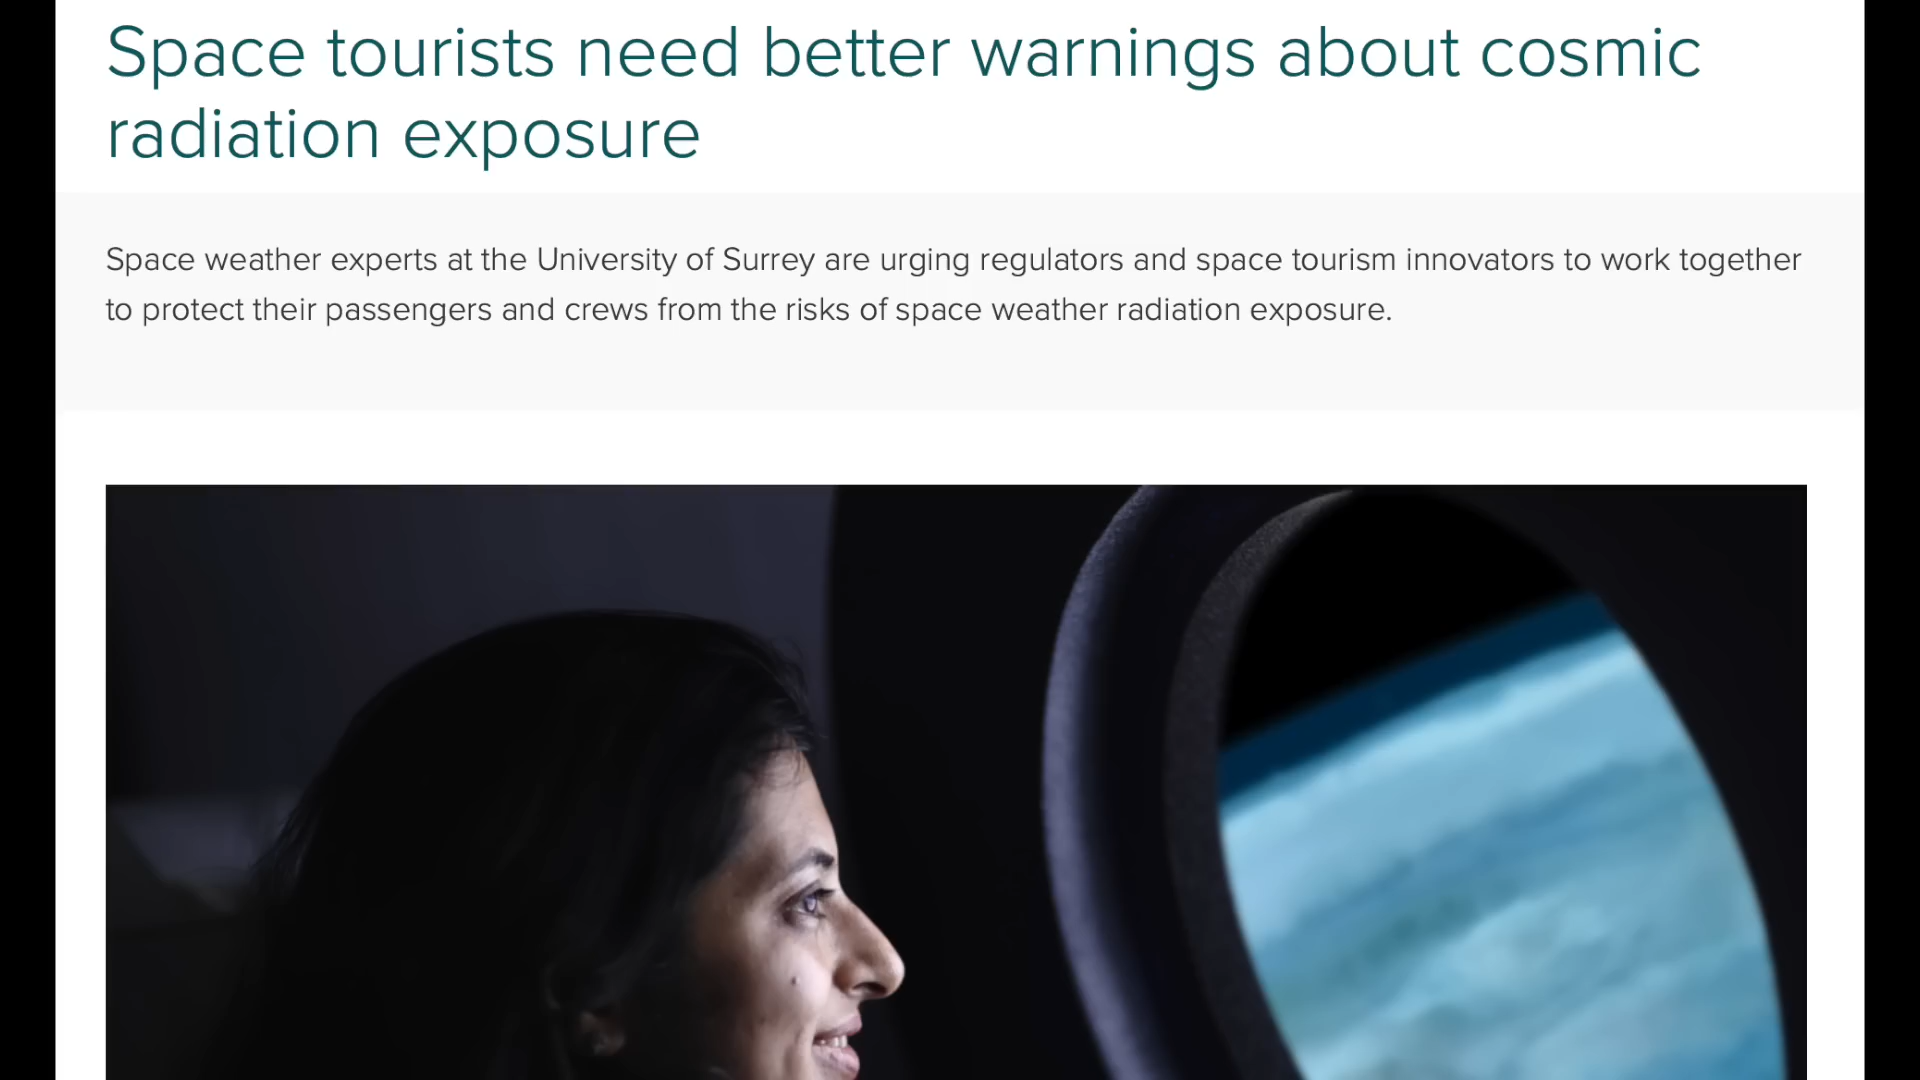 Space tourists need better warnings about cosmic
radiation exposure
Space weather experts at the University of Surrey are urging regulators and space tourism innovators to work together
to protect their passengers and crews from the risks of space weather radiation exposure.